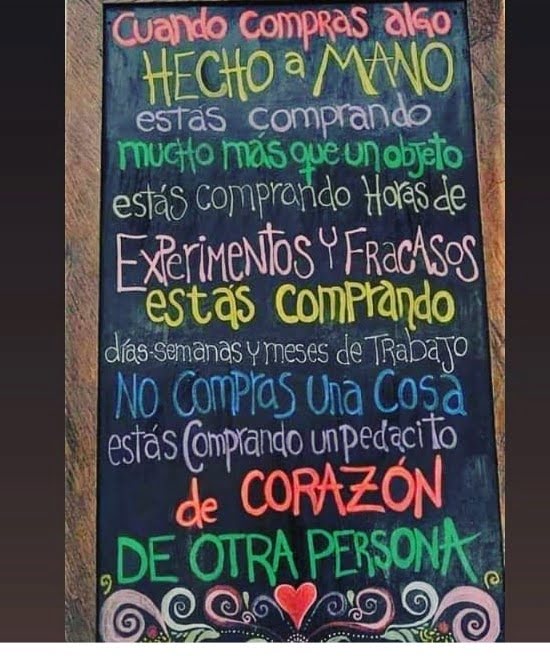 CUANDO COMPRAS ALGO
HECHO a MANO
estás comprando
mucho más que un objeto
estás comprando Horas de
EXPERIMENTOS Y FRACASOS
estás comprando
días-semanas y meses de TRABAJO
NO COMPRAS UNA COSA
estás comprando un pedacito
de CORAZÓN
DE OTRA PERSONA